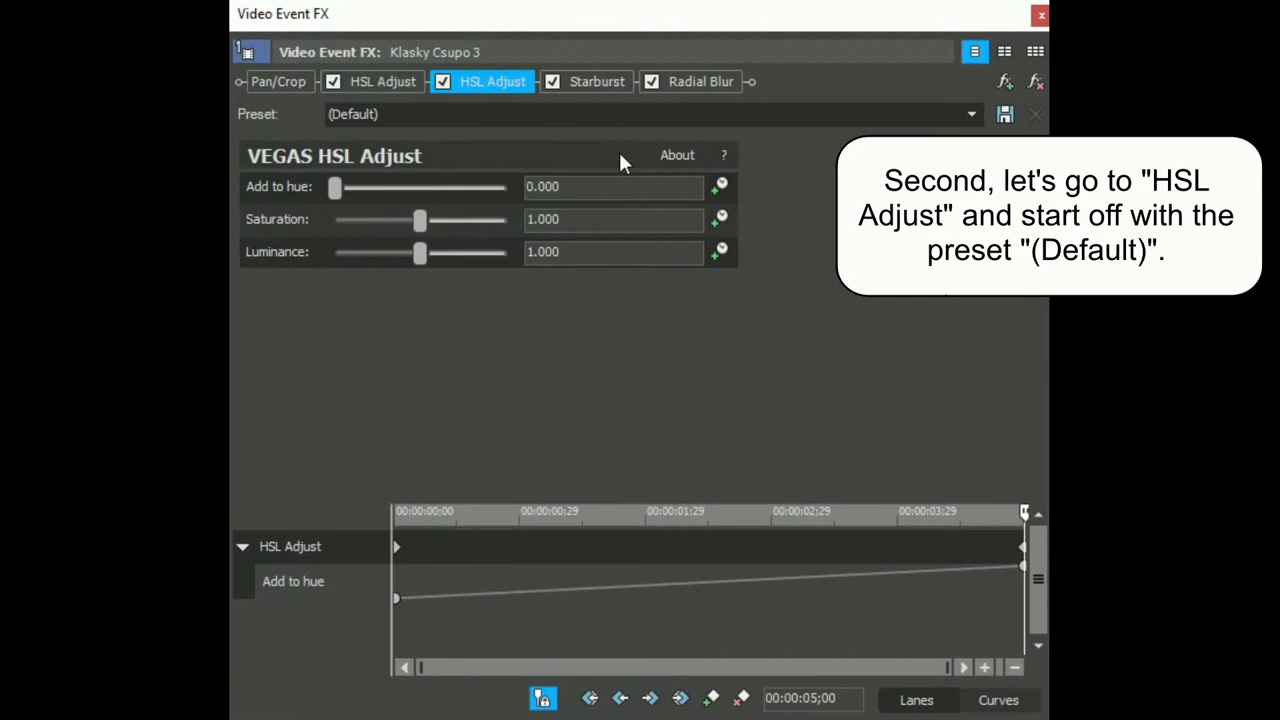 Video Event FX
x
1
Video Event FX: Klasky Csupo 3
Pan/Crop HSL Adjust HSL Adjust Starburst Radial Blur
Preset: (Default)
VEGAS HSL Adjust About ?
Add to hue: 0.000
Saturation: 1.000
Luminance: 1.000
Second, let's go to "HSL
Adjust" and start off with the
preset "(Default)".
00:00:00;00 00:00:00;29 00:00:01;29 00:00:02;29 00:00:03;29
HSL Adjust
Add to hue
00:00:05;00 Lanes Curves